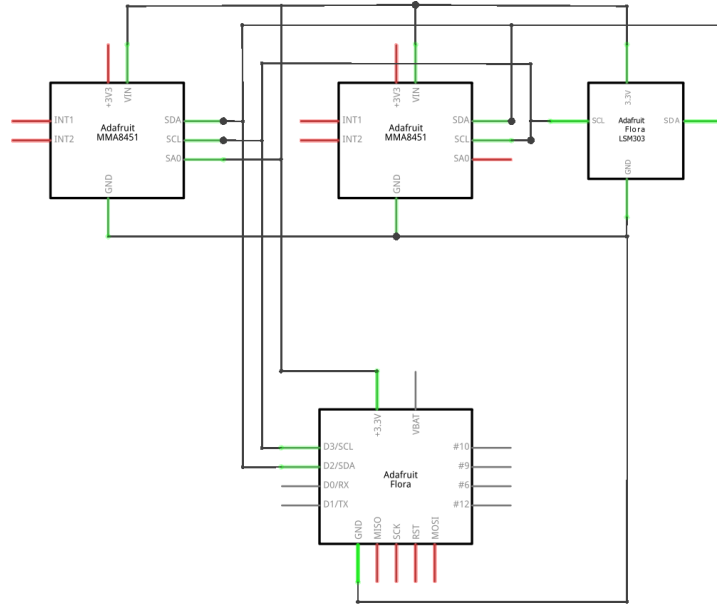 +3V3
VIN
INT1
INT2
SDA
SCL
SA0
GND
Adafruit
MMA8451
+3V3
VIN
INT1
INT2
SDA
SCL
SA0
GND
Adafruit
MMA8451
3.3V
SCL
SDA
GND
Adafruit
Flora
LSM303
+3.3V
VBAT
D3/SCL
D2/SDA
D0/RX
D1/TX
#10
#9
#6
#12
Adafruit
Flora
GND
MISO
SCK
RST
MOSI